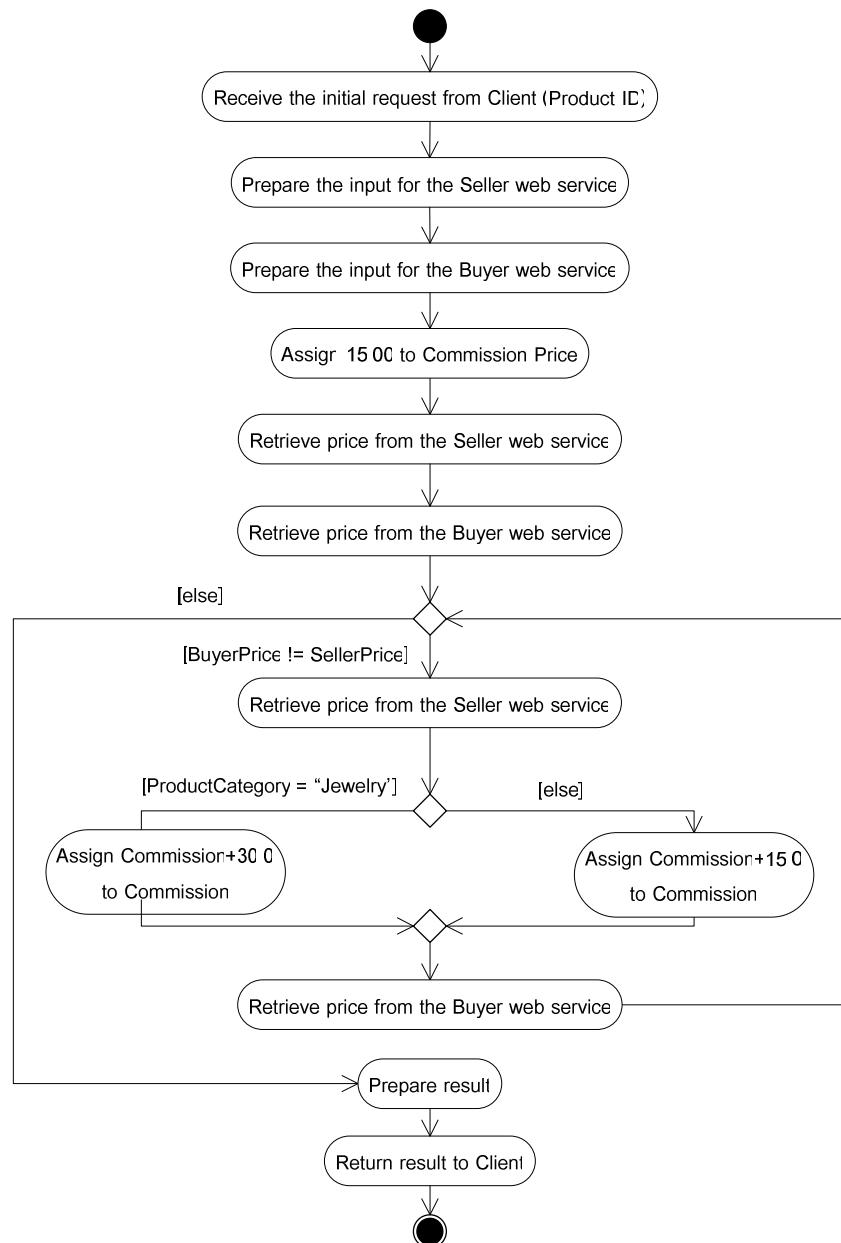 Receive the initial request from Client (Product ID)
Prepare the input for the Seller web service
Prepare the input for the Buyer web service
Assign 15 00 to Commission Price
Retrieve price from the Seller web service
Retrieve price from the Buyer web service
[else]
[BuyerPrice != SellerPrice]
Retrieve price from the Seller web service
[ProductCategory = “Jewelry’]
[else]
Assign Commission+30 0
to Commission
Assign Commission+15 0
to Commission
Retrieve price from the Buyer web service
Prepare result
Return result to Client